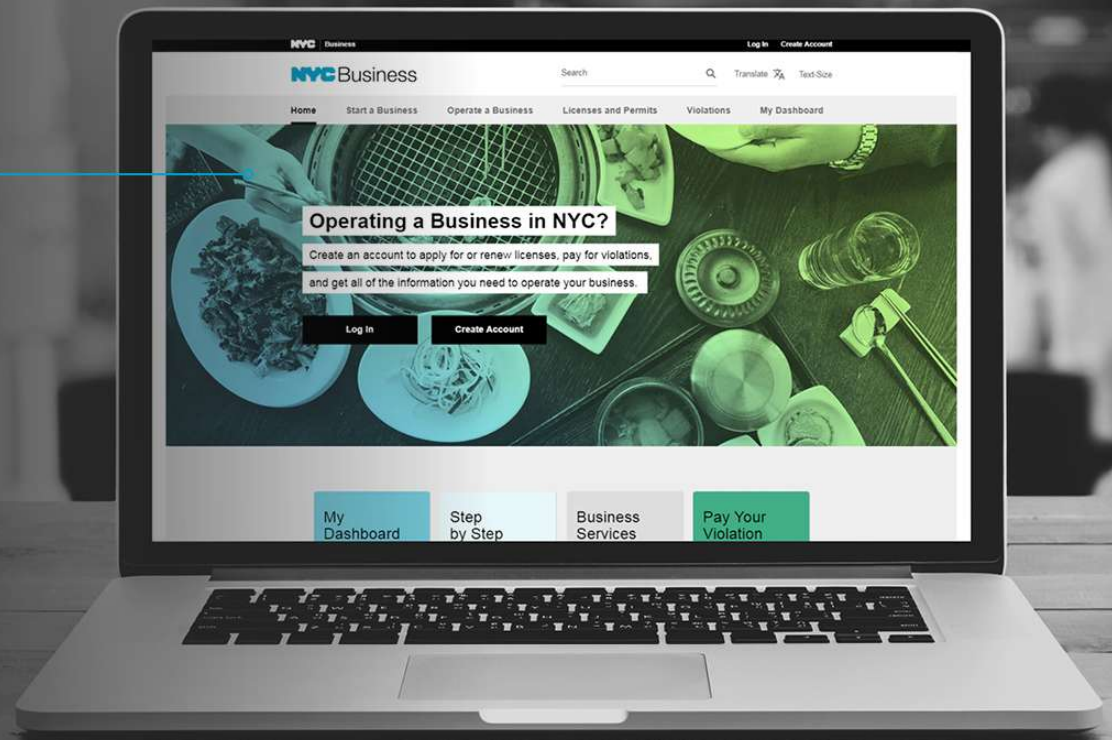 NYC Business
Log In Create Account
NYC Business
Search
Translate
Text-Size
Home Start a Business Operate a Business Licenses and Permits Violations My Dashboard
Operating a Business in NYC?
Create an account to apply for or renew licenses, pay for violations,
and get all of the information you need to operate your business.
Log In Create Account
My
Dashboard
Step
by Step
Business
Services
Pay Your
Violation